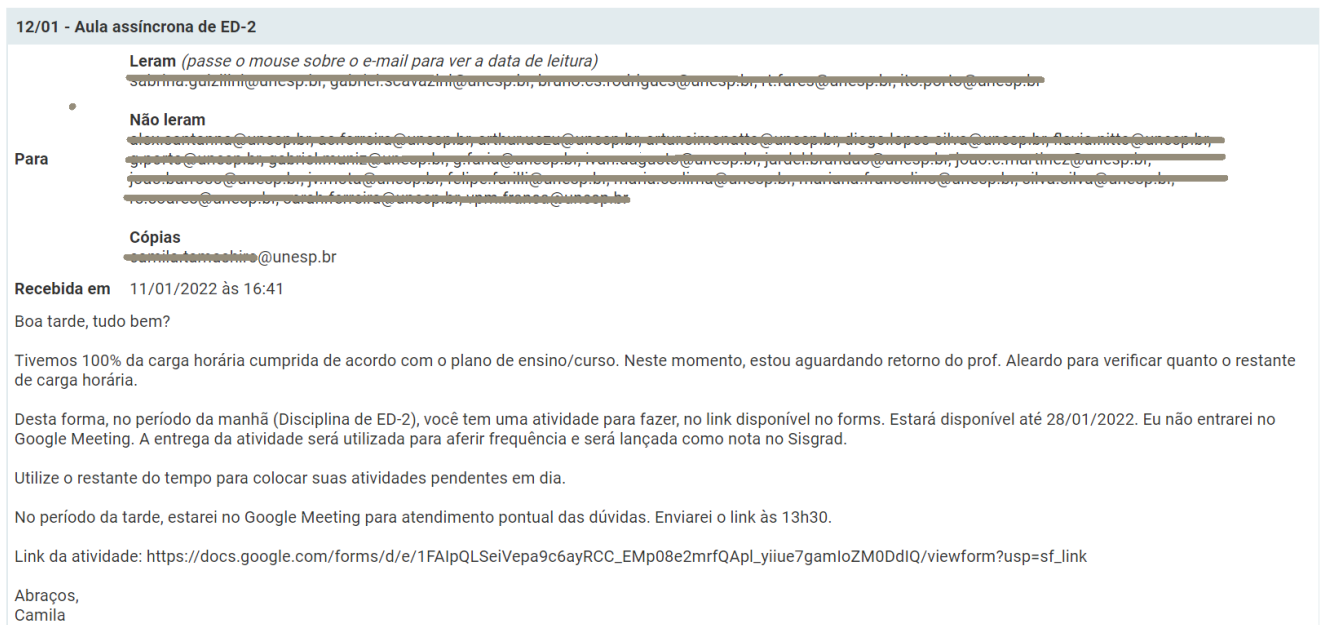 12/01 - Aula assíncrona de ED-2
Leram (passe o mouse sobre o e-mail para ver a data de leitura)
Não leram
Para
Cópias
@unesp.br
Recebida em 11/01/2022 às 16:41
Boa tarde, tudo bem?
Tivemos 100% da carga horária cumprida de acordo com o plano de ensino/curso. Neste momento, estou aguardando retorno do prof. Aleardo para verificar quanto o restante
de carga horária.
Desta forma, no período da manhã (Disciplina de ED-2), você tem uma atividade para fazer, no link disponível no forms. Estará disponível até 28/01/2022. Eu não entrarei no
Google Meeting. A entrega da atividade será utilizada para aferir frequência e será lançada como nota no Sisgrad.
Utilize o restante do tempo para colocar suas atividades pendentes em dia.
No período da tarde, estarei no Google Meeting para atendimento pontual das dúvidas. Enviarei o link às 13h30.
Link da atividade: https://docs.google.com/forms/d/e/1FAIpQLSeiVepa9c6ayRCC_EMp08e2mrfQApl_yiiue7gamIoZM0DdIQ/viewform?usp=sf_link
Abraços,
Camila